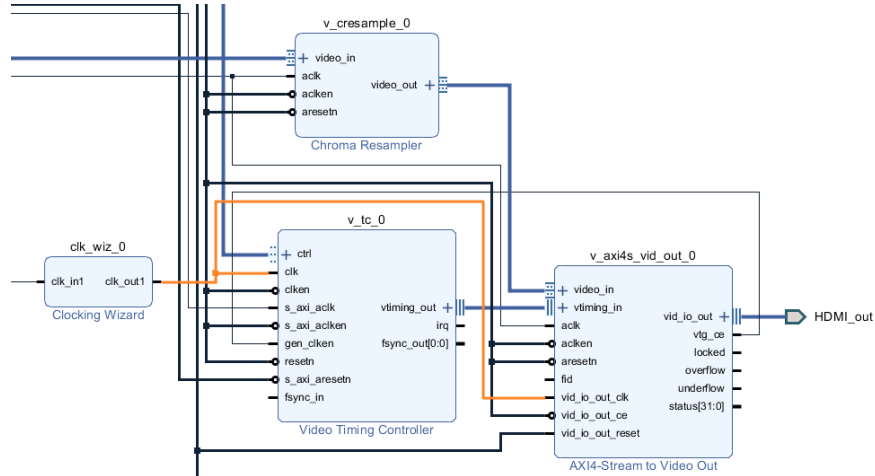 v_cresample_0
video_in
aclk
aclken
aresetn
video_out
Chroma Resampler
clk_wiz_0
clk_in1
clk_out1
Clocking Wizard
v_tc_0
ctrl
clk
clken
s_axi_aclk
s_axi_aclken
gen_clken
resetn
s_axi_aresetn
fsync_in
vtiming_out
irq
fsync_out[0:0]
Video Timing Controller
v_axi4s_vid_out_0
video_in
vtiming_in
aclk
aclken
aresetn
fid
vid_io_out_clk
vid_io_out_ce
vid_io_out_reset
vid_io_out
vtg_ce
locked
overflow
underflow
status[31:0]
AXI4-Stream to Video Out
HDMI_out